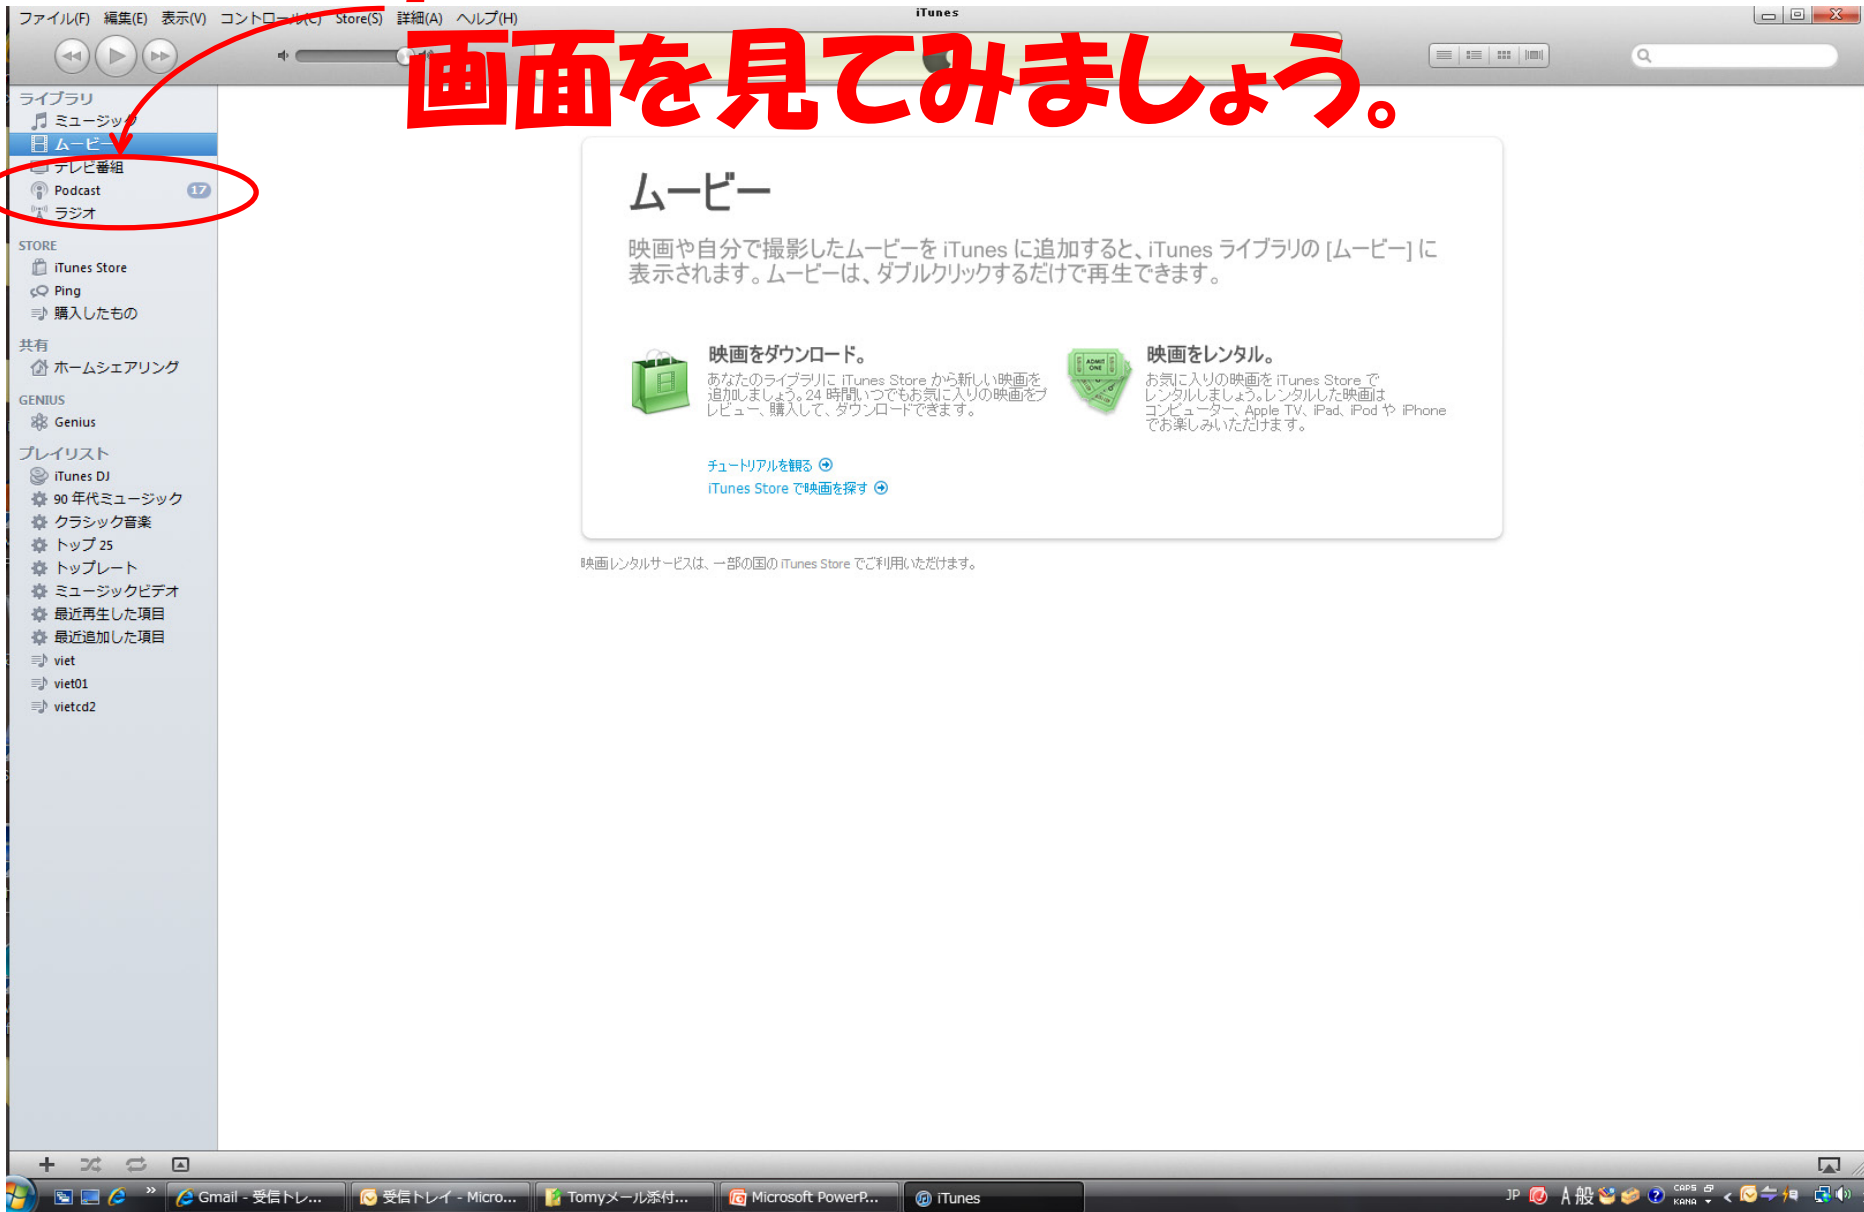 ファイル(F) 編集(E) 表示(V) コントロール(C) Store(S) 詳細(A) ヘルプ(H)
iTunes
画面を見てみましょう。
ライブラリ
ミュージック
ムービー
テレビ番組
Podcast 17
ラジオ
STORE
iTunes Store
Ping
購入したもの
共有
ホームシェアリング
GENIUS
Genius
プレイリスト
iTunes DJ
90 年代ミュージック
クラシック音楽
トップ 25
トップレート
ミュージックビデオ
最近再生した項目
最近追加した項目
viet
viet01
vietcd2
ムービー
映画や自分で撮影したムービーを iTunes に追加すると、iTunes ライブラリの [ムービー] に
表示されます。ムービーは、ダブルクリックするだけで再生できます。
映画をダウンロード。
あなたのライブラリに iTunes Store から新しい映画を
追加しましょう。24 時間いつでもお気に入りの映画をプ
レビュー、購入して、ダウンロードできます。
チュートリアルを観る
iTunes Store で映画を探す
ADMIT
ONE
映画をレンタル。
お気に入りの映画を iTunes Store で
レンタルしましょう。レンタルした映画は
コンピューター、Apple TV、iPad、iPod や iPhone
でお楽しみいただけます。
映画レンタルサービスは、一部の国の iTunes Store でご利用いただけます。
Gmail - 受信トレ...
受信トレイ - Micro...
Tomyメール添付...
Microsoft PowerP...
iTunes
JP A 般 CAPS KANA